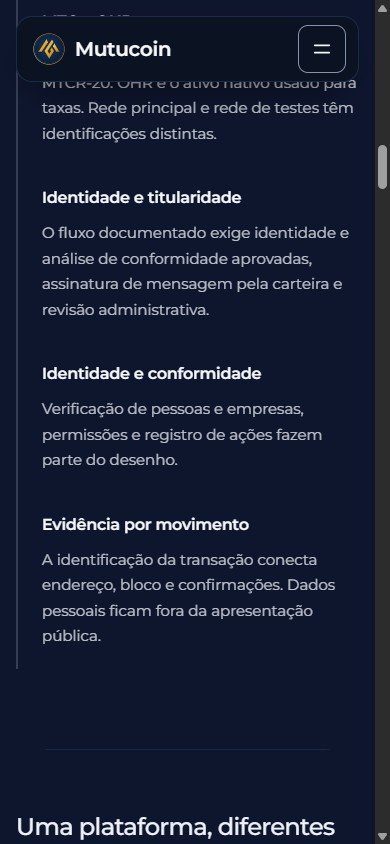 Mutucoin
MTCR-20. OHR é o ativo nativo usado para
taxas. Rede principal e rede de testes têm
identificações distintas.
Identidade e titularidade
O fluxo documentado exige identidade e
análise de conformidade aprovadas,
assinatura de mensagem pela carteira e
revisão administrativa.
Identidade e conformidade
Verificação de pessoas e empresas,
permissões e registro de ações fazem
parte do desenho.
Evidência por movimento
A identificação da transação conecta
endereço, bloco e confirmações. Dados
pessoais ficam fora da apresentação
pública.
Uma plataforma, diferentes